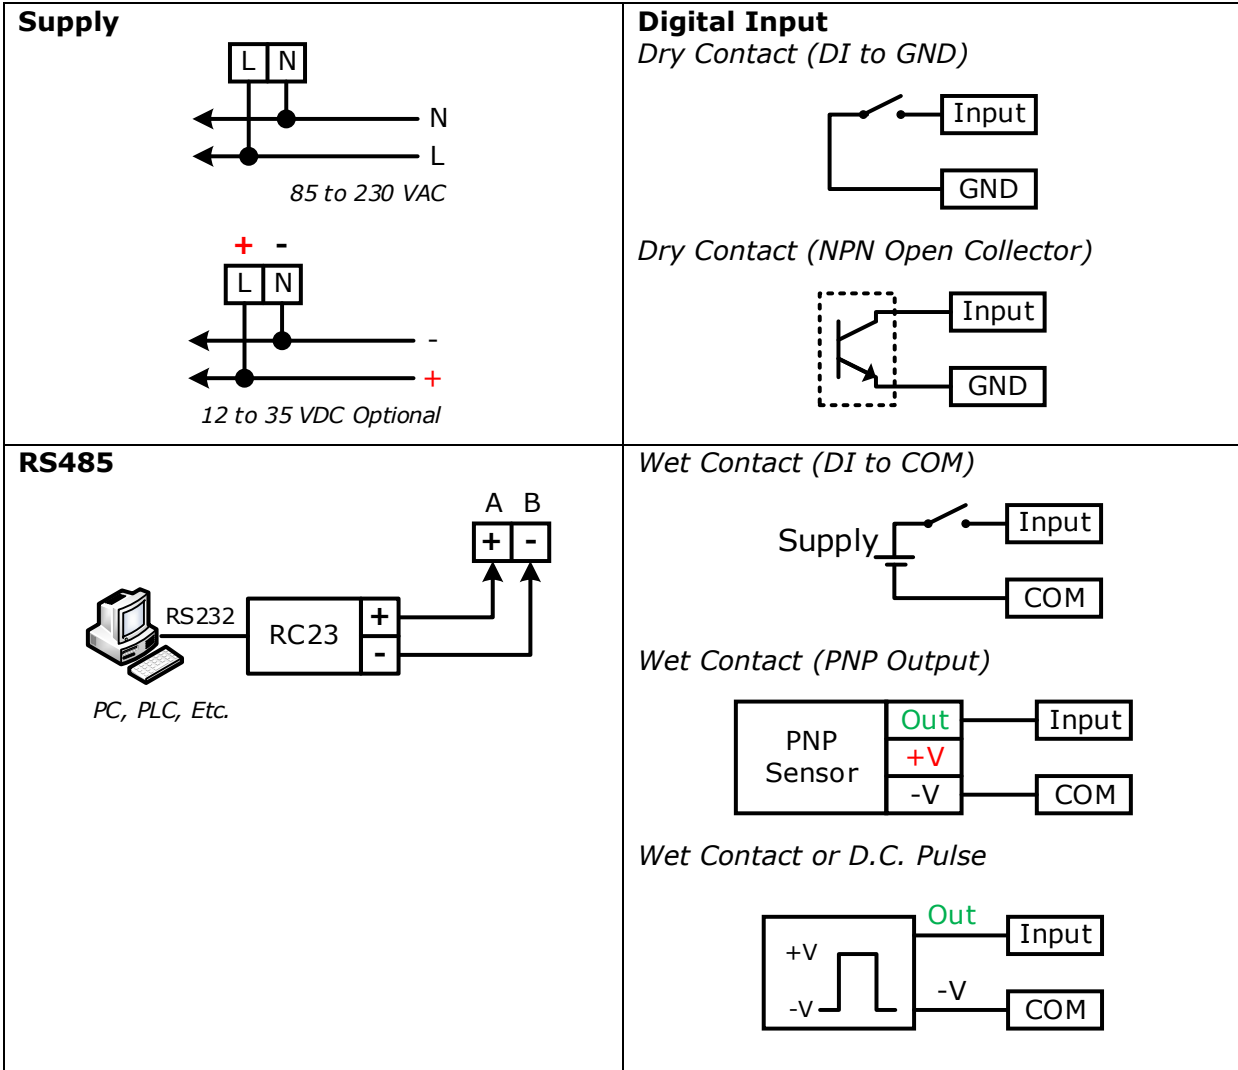 Supply
L N
N
L
85 to 230 VAC
+ -
L N
-
+
12 to 35 VDC Optional
Digital Input
Dry Contact (DI to GND)
Input
GND
Dry Contact (NPN Open Collector)
Input
GND
RS485
A B
+ -
RS232
RC23
+
-
PC, PLC, Etc.
Wet Contact (DI to COM)
Supply
Input
COM
Wet Contact (PNP Output)
PNP
Sensor
Out
+V
-V
Input
COM
Wet Contact or D.C. Pulse
+V
-V
Out
-V
Input
COM